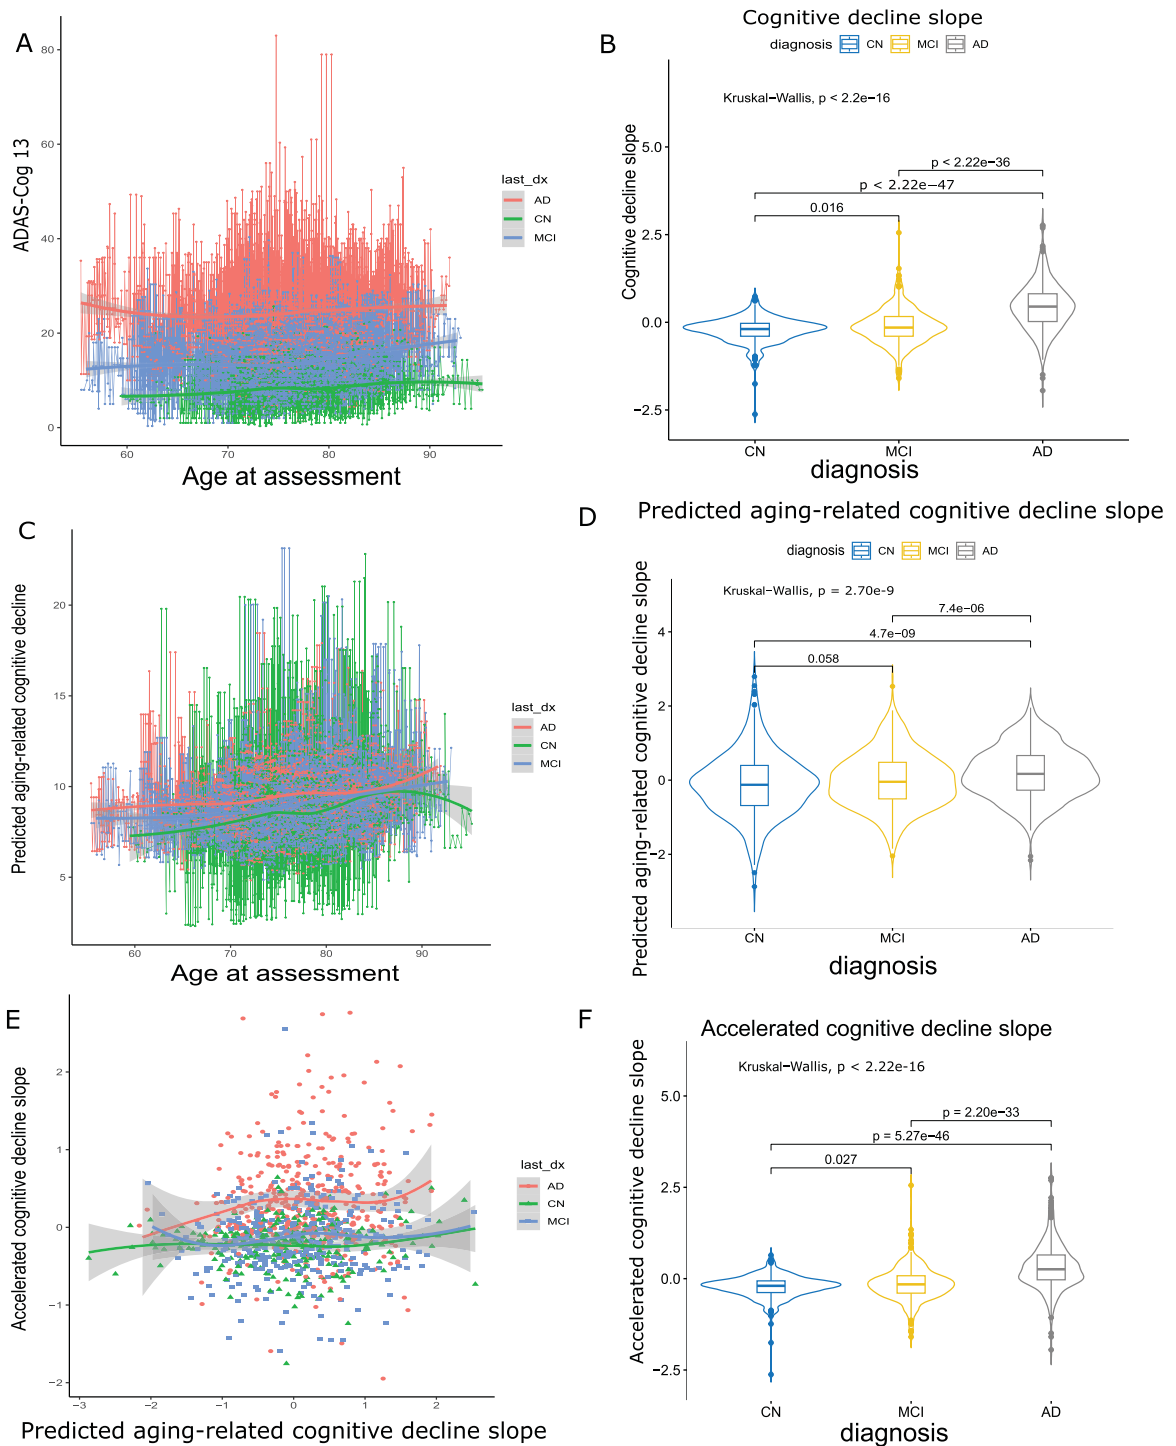 A
ADAS-Cog 13
80
60
40
20
0
60
70
80
90
Age at assessment
last_dx
AD
CN
MCI
B
Cognitive decline slope
diagnosis CN MCI AD
Kruskal−Wallis, p < 2.2e−16
Cognitive decline slope
5.0
2.5
0.0
−2.5
p < 2.22e−36
p < 2.22e−47
0.016
CN
MCI
AD
diagnosis
C
Predicted aging-related cognitive decline
20
15
10
5
60
70
80
90
Age at assessment
last_dx
AD
CN
MCI
D
Predicted aging-related cognitive decline slope
diagnosis CN MCI AD
Kruskal−Wallis, p = 2.70e-9
Predicted aging-related cognitive decline slope
4
2
0
−2
7.4e−06
4.7e−09
0.058
CN
MCI
AD
diagnosis
E
Accelerated cognitive decline slope
2
1
0
−1
−2
−3
−2
−1
0
1
2
Predicted aging-related cognitive decline slope
last_dx
AD
CN
MCI
F
Accelerated cognitive decline slope
Kruskal−Wallis, p < 2.22e-16
Accelerated cognitive decline slope
5.0
2.5
0.0
−2.5
p = 2.20e−33
p = 5.27e−46
0.027
CN
MCI
AD
diagnosis